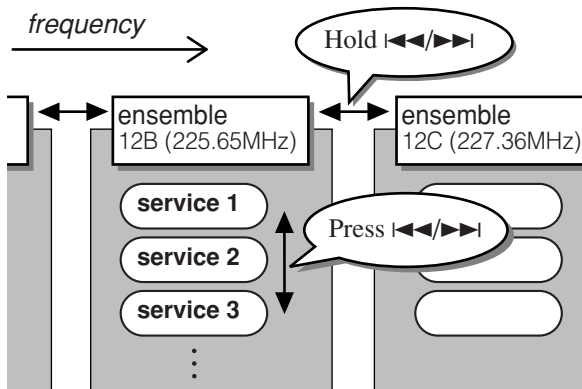 frequency
Hold |◀◀/▶▶|
ensemble
12B (225.65MHz)
ensemble
12C (227.36MHz)
service 1
service 2
service 3
Press |◀◀/▶▶|